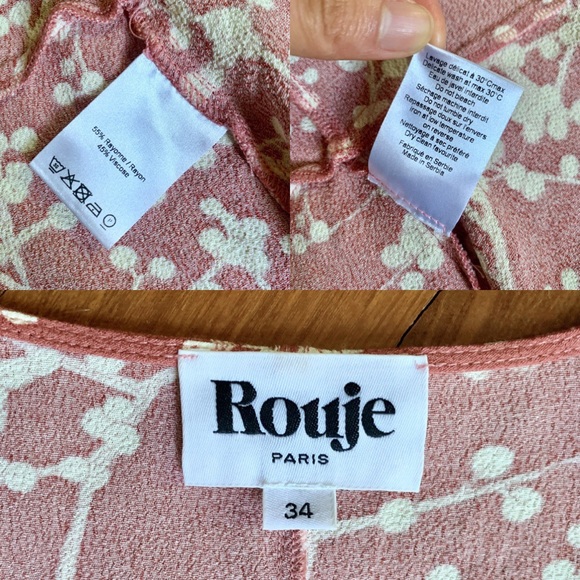 55% Rayonne / Rayon
45% Viscose
Lavage délicat à 30°Cmax
Delicate wash at max 30°C
Eau de javel interdite
Do not bleach
Séchage machine interdit
Do not tumble dry
Repassage doux sur l'envers
iron at low temperature
on reverse
Nettoyage à sec préféré
Dry Clean favourite
Fabriqué en Serbie
Made in Serbia
Rouje
PARIS
34